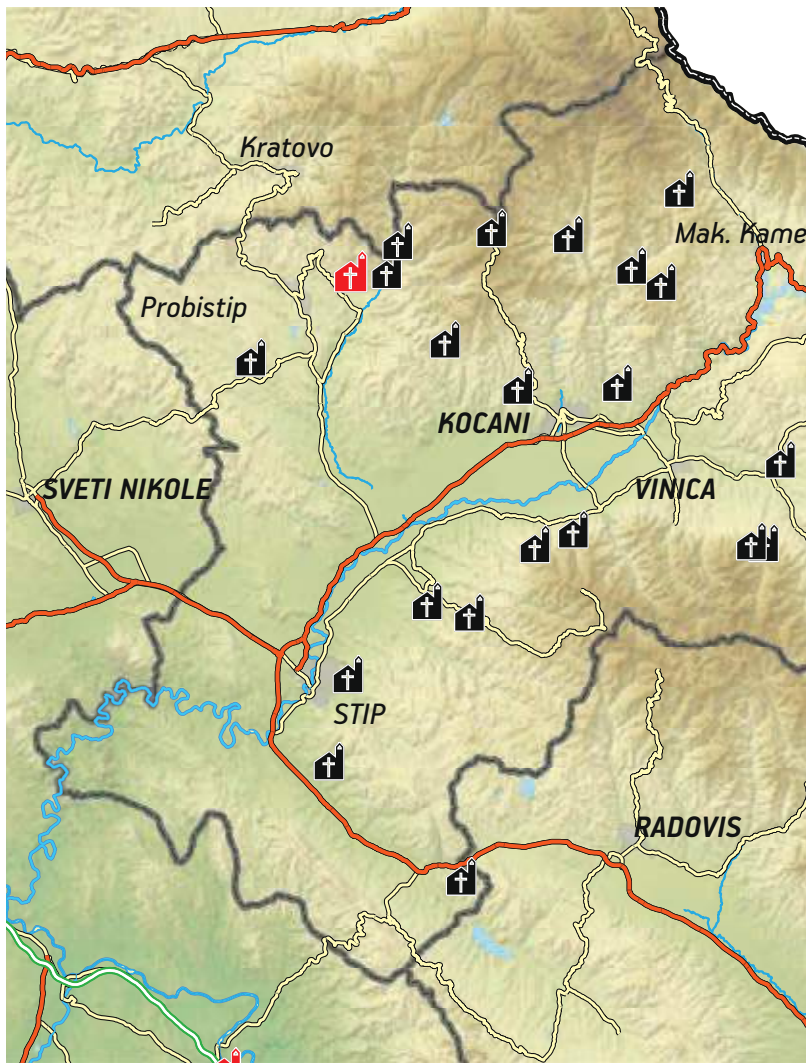 Kratovo
Mak. Kame
Probistip
KOCANI
SVETI NIKOLE
VINICA
STIP
RADOVIS